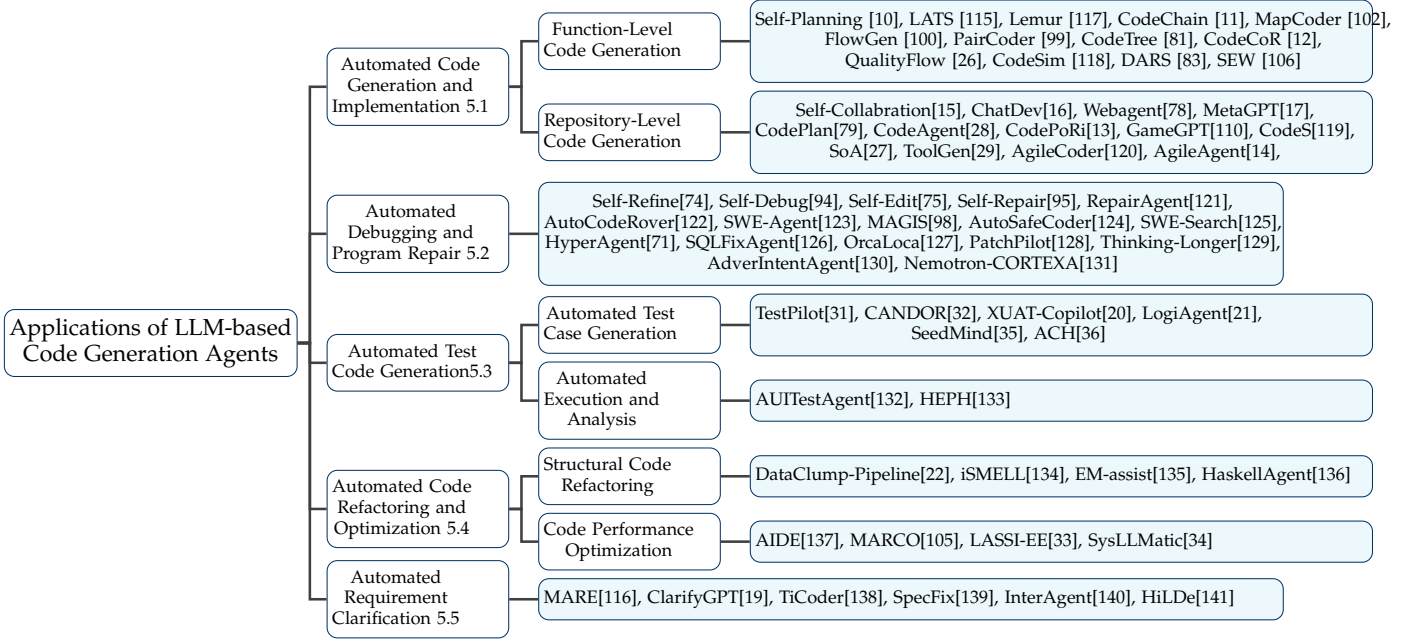 Applications of LLM-based
Code Generation Agents
Automated Code
Generation and
Implementation 5.1
Function-Level
Code Generation
Self-Planning [10], LATS [115], Lemur [117], CodeChain [11], MapCoder [102],
FlowGen [100], PairCoder [99], CodeTree [81], CodeCoR [12],
QualityFlow [26], CodeSim [118], DARS [83], SEW [106]
Repository-Level
Code Generation
Self-Collabration[15], ChatDev[16], Webagent[78], MetaGPT[17],
CodePlan[79], CodeAgent[28], CodePoRi[13], GameGPT[110], CodeS[119],
SoA[27], ToolGen[29], AgileCoder[120], AgileAgent[14],
Automated
Debugging and
Program Repair 5.2
Self-Refine[74], Self-Debug[94], Self-Edit[75], Self-Repair[95], RepairAgent[121],
AutoCodeRover[122], SWE-Agent[123], MAGIS[98], AutoSafeCoder[124], SWE-Search[125],
HyperAgent[71], SQLFixAgent[126], OrcaLoca[127], PatchPilot[128], Thinking-Longer[129],
AdverIntentAgent[130], Nemotron-CORTEXA[131]
Automated Test
Code Generation5.3
Automated Test
Case Generation
TestPilot[31], CANDOR[32], XUAT-Copilot[20], LogiAgent[21],
SeedMind[35], ACH[36]
Automated
Execution and
Analysis
AUITestAgent[132], HEPH[133]
Automated Code
Refactoring and
Optimization 5.4
Structural Code
Refactoring
DataClump-Pipeline[22], iSMELL[134], EM-assist[135], HaskellAgent[136]
Code Performance
Optimization
AIDE[137], MARCO[105], LASSI-EE[33], SysLLMatic[34]
Automated
Requirement
Clarification 5.5
MARE[116], ClarifyGPT[19], TiCoder[138], SpecFix[139], InterAgent[140], HiLDe[141]